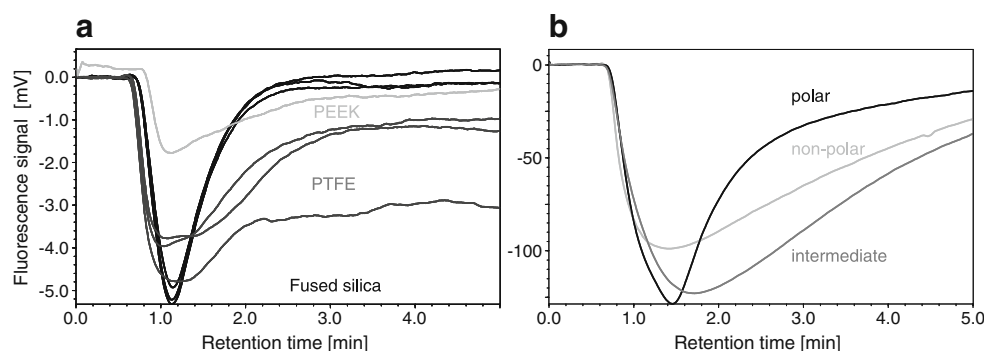 a
Fluorescence signal [mV]
0.0
-1.0
-2.0
-3.0
-4.0
-5.0
PEEK
PTFE
Fused silica
0.0 1.0 2.0 3.0 4.0
Retention time [min]
b
0
-50
-100
polar
non-polar
intermediate
0.0 1.0 2.0 3.0 4.0 5.0
Retention time [min]